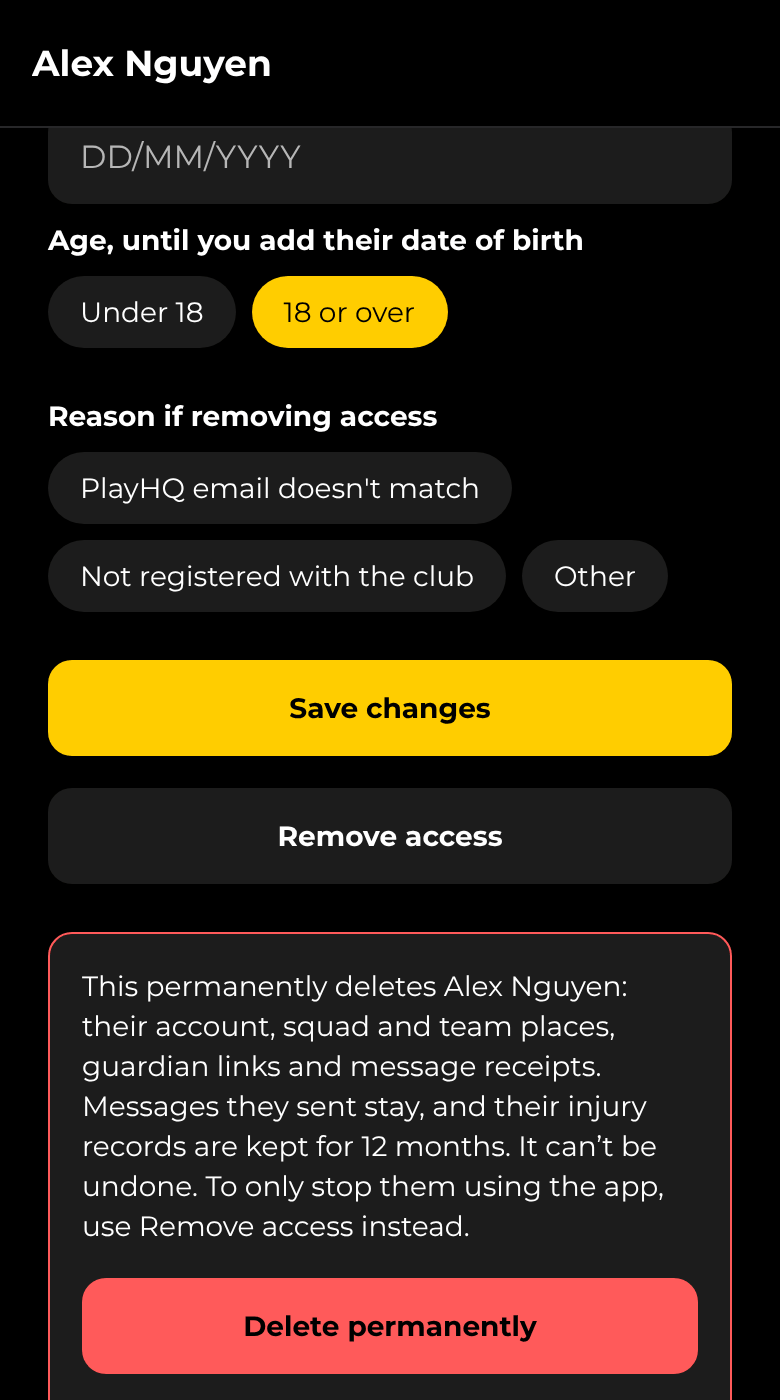 Alex Nguyen
DD/MM/YYYY
Age, until you add their date of birth
Under 18
18 or over
Reason if removing access
PlayHQ email doesn't match
Not registered with the club
Other
Save changes
Remove access
This permanently deletes Alex Nguyen:
their account, squad and team places,
guardian links and message receipts.
Messages they sent stay, and their injury
records are kept for 12 months. It can’t be
undone. To only stop them using the app,
use Remove access instead.
Delete permanently